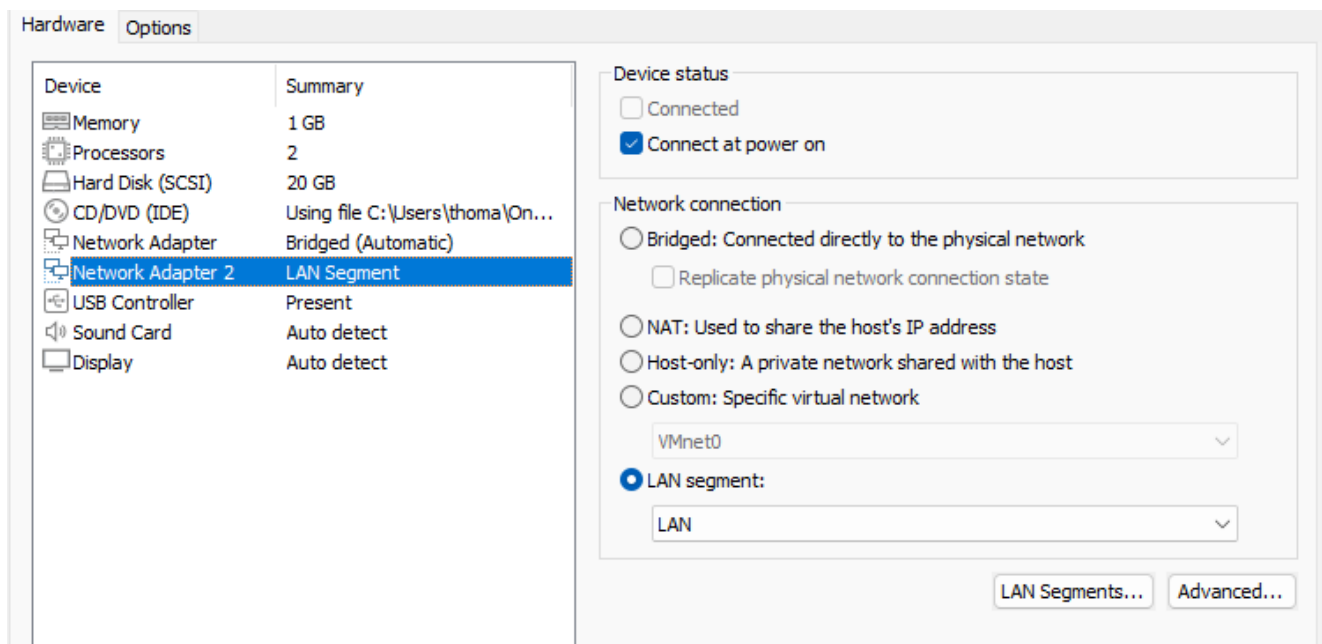 Hardware
Options
Device Summary
Memory 1 GB
Processors 2
Hard Disk (SCSI) 20 GB
CD/DVD (IDE) Using file C:\Users\thoma\On...
Network Adapter Bridged (Automatic)
Network Adapter 2 LAN Segment
USB Controller Present
Sound Card Auto detect
Display Auto detect
Device status
Connected
Connect at power on
Network connection
Bridged: Connected directly to the physical network
Replicate physical network connection state
NAT: Used to share the host's IP address
Host-only: A private network shared with the host
Custom: Specific virtual network
VMnet0
LAN segment:
LAN
LAN Segments... Advanced...